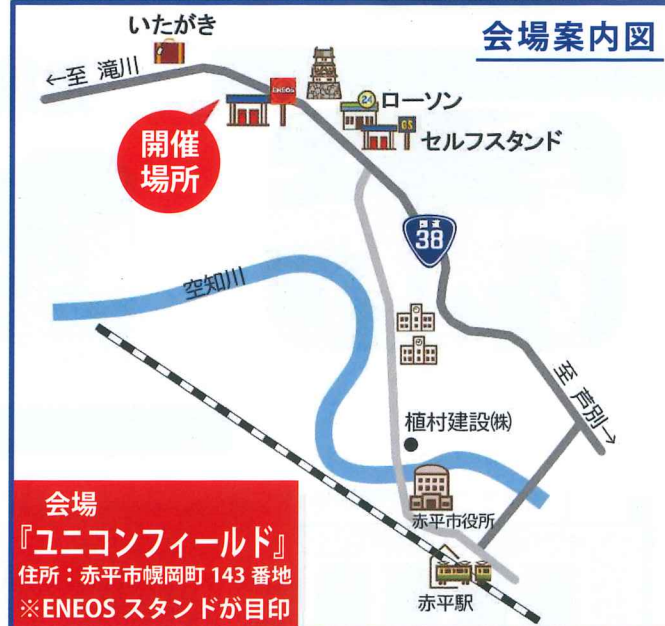 会場案内図
いたがき
←至 滝川
ENEOS
開催
場所
24
ローソン
GS
セルフスタンド
国道
38
空知川
至 芦別→
植村建設㈱
赤平市役所
赤平駅
会場
『ユニコンフィールド』
住所：赤平市幌岡町 143 番地
※ENEOS スタンドが目印